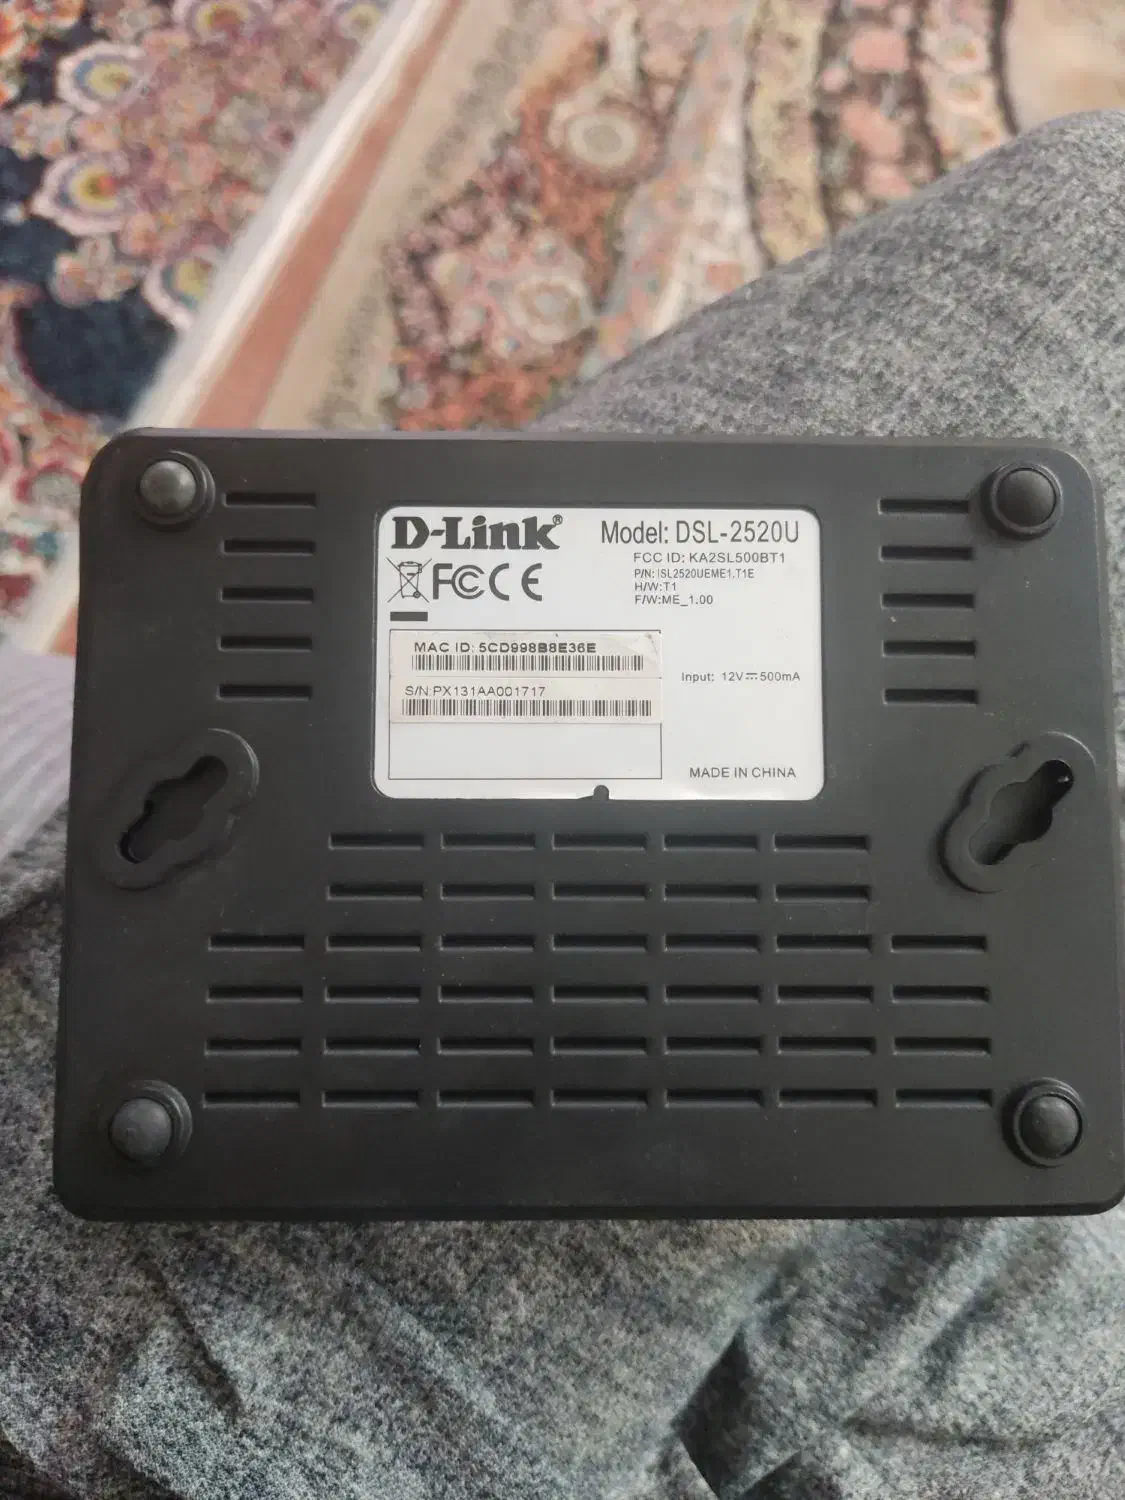 D-Link®
Model: DSL-2520U
FCC ID: KA2SL500BT1
P/N: ISL2520UEME1.T1E
H/W:T1
F/W:ME_1.00
FC CE
MAC ID: 5CD998B8E36E
S/N:PX131AA001717
Input: 12V⎓500mA
MADE IN CHINA